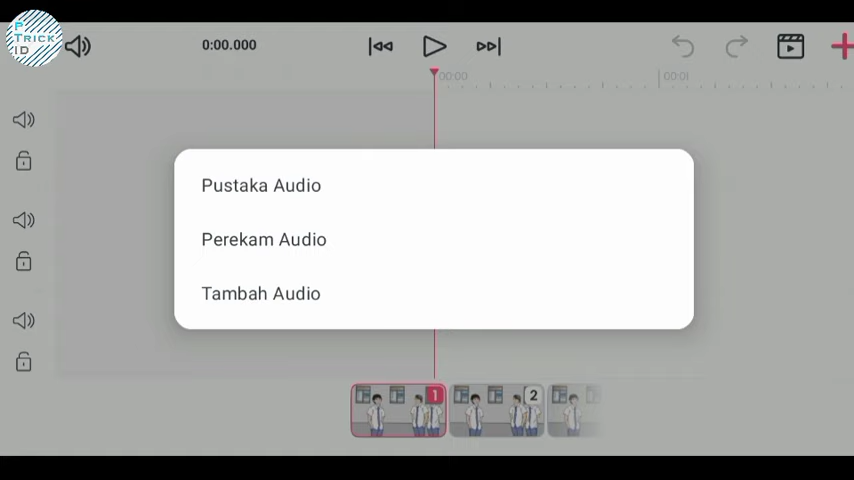 P
TRICK
ID
0:00.000
00:00
00:01
Pustaka Audio
Perekam Audio
Tambah Audio
1
2